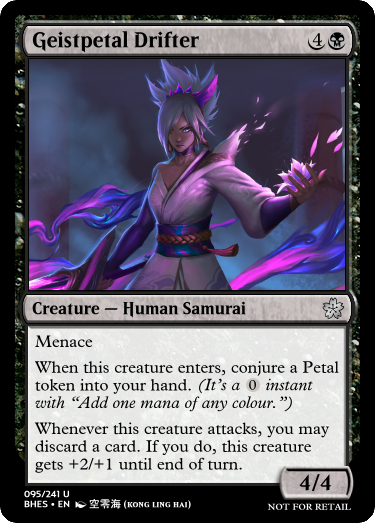 Geistpetal Drifter 4
Creature — Human Samurai
Menace
When this creature enters, conjure a Petal
token into your hand. (It's a 0 instant
with “Add one mana of any colour.”)
Whenever this creature attacks, you may
discard a card. If you do, this creature
gets +2/+1 until end of turn.
4/4
095/241 U
BHES • EN 空零海 (KONG LING HAI)
NOT FOR RETAIL